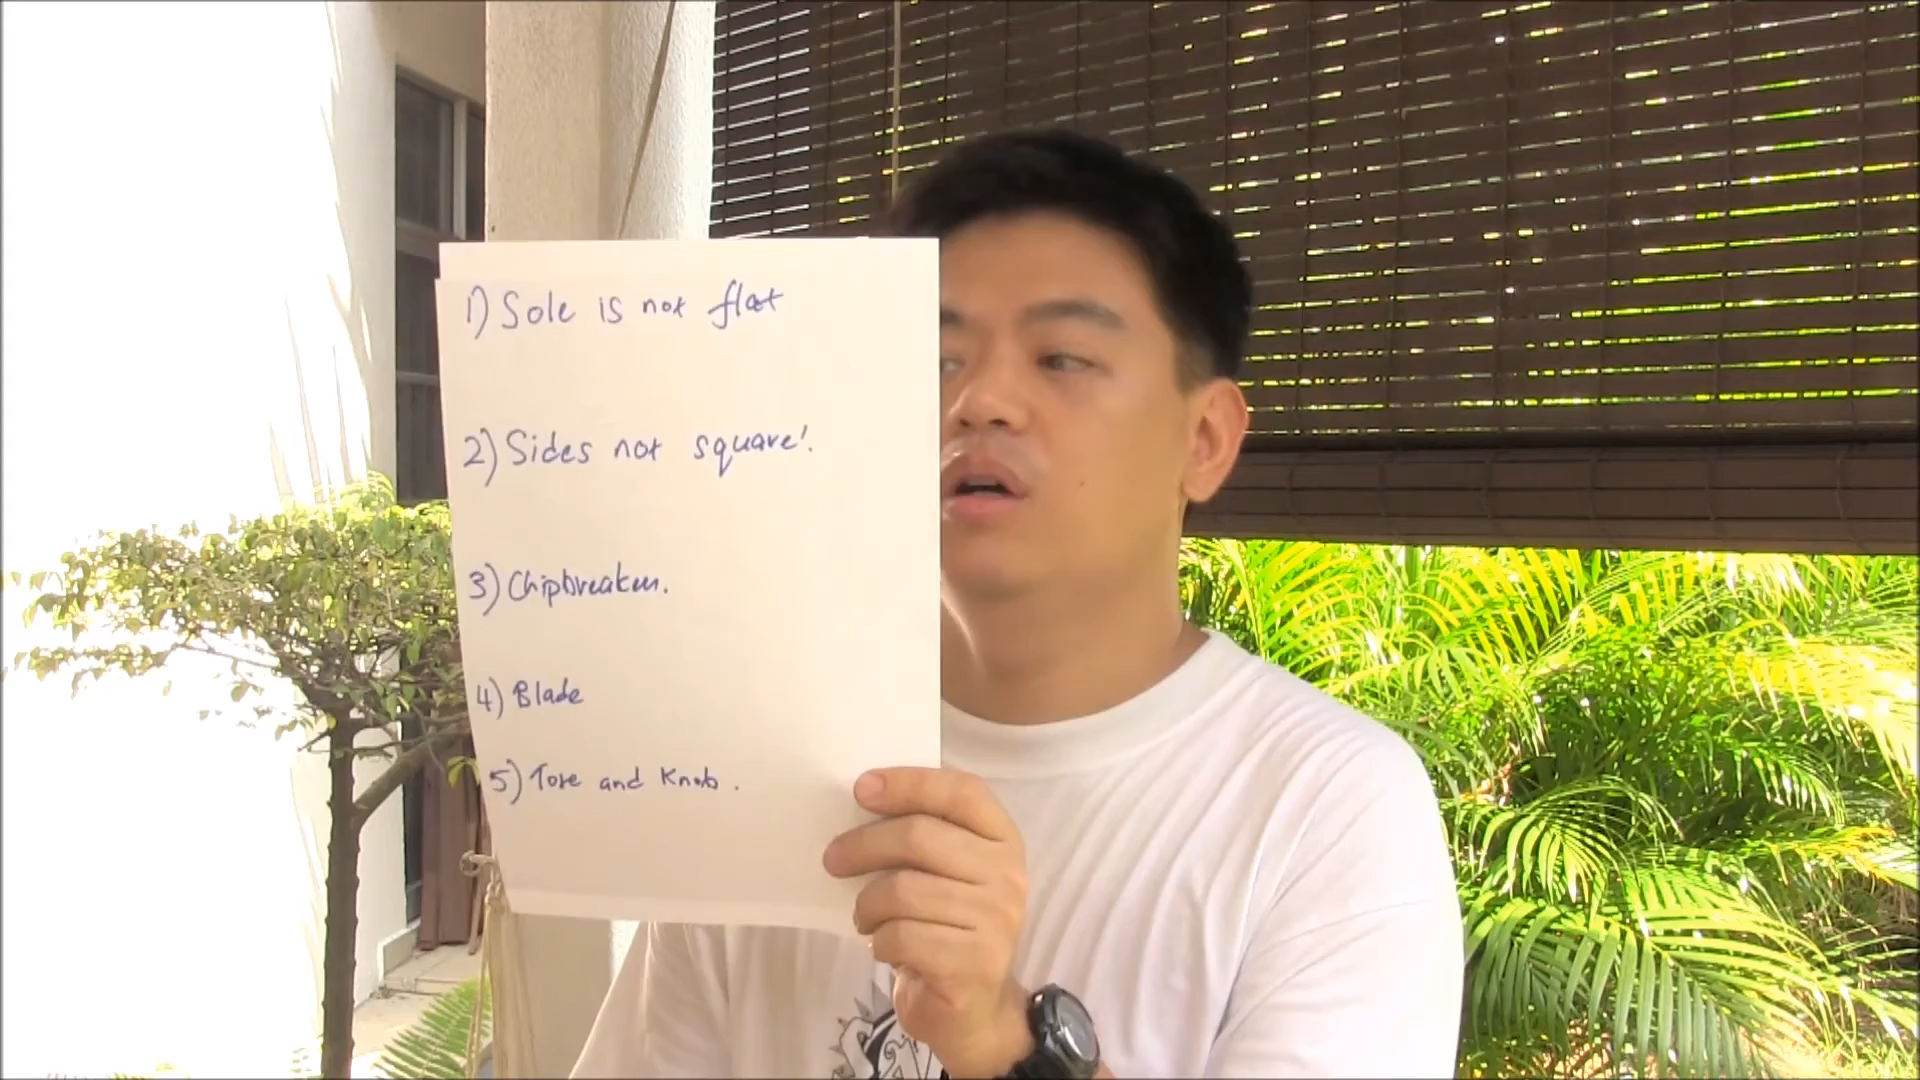 1) Sole is not flat
2) Sides not square!
3) Chipbreaker.
4) Blade
5) Tote and Knob.